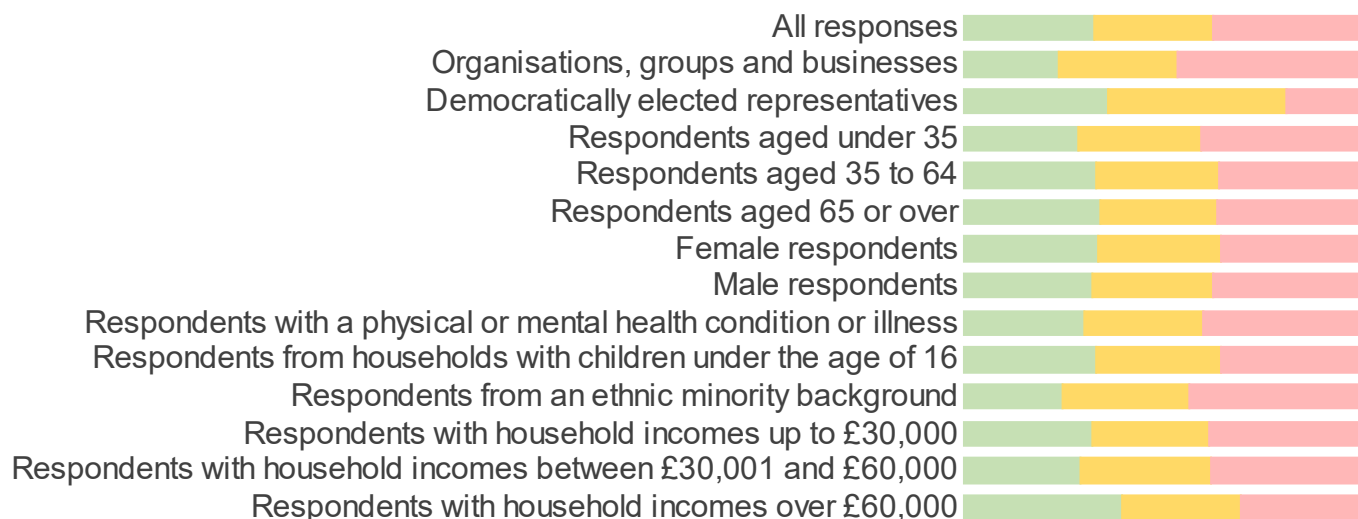 All responses
Organisations, groups and businesses
Democratically elected representatives
Respondents aged under 35
Respondents aged 35 to 64
Respondents aged 65 or over
Female respondents
Male respondents
Respondents with a physical or mental health condition or illness
Respondents from households with children under the age of 16
Respondents from an ethnic minority background
Respondents with household incomes up to £30,000
Respondents with household incomes between £30,001 and £60,000
Respondents with household incomes over £60,000